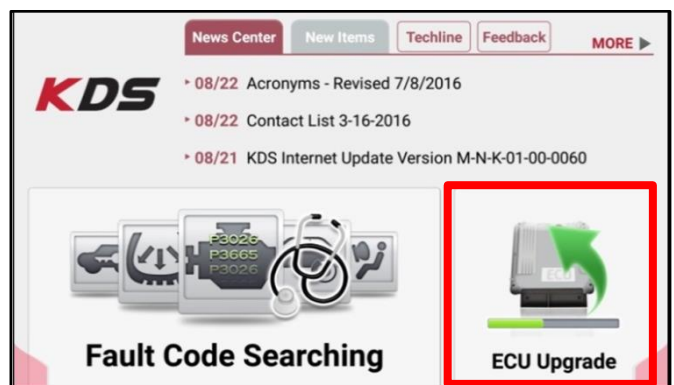 News Center New Items Techline Feedback MORE
KDS
08/22 Acronyms - Revised 7/8/2016
08/22 Contact List 3-16-2016
08/21 KDS Internet Update Version M-N-K-01-00-0060
P3026
P3665
P3026
ECU
Fault Code Searching
ECU Upgrade